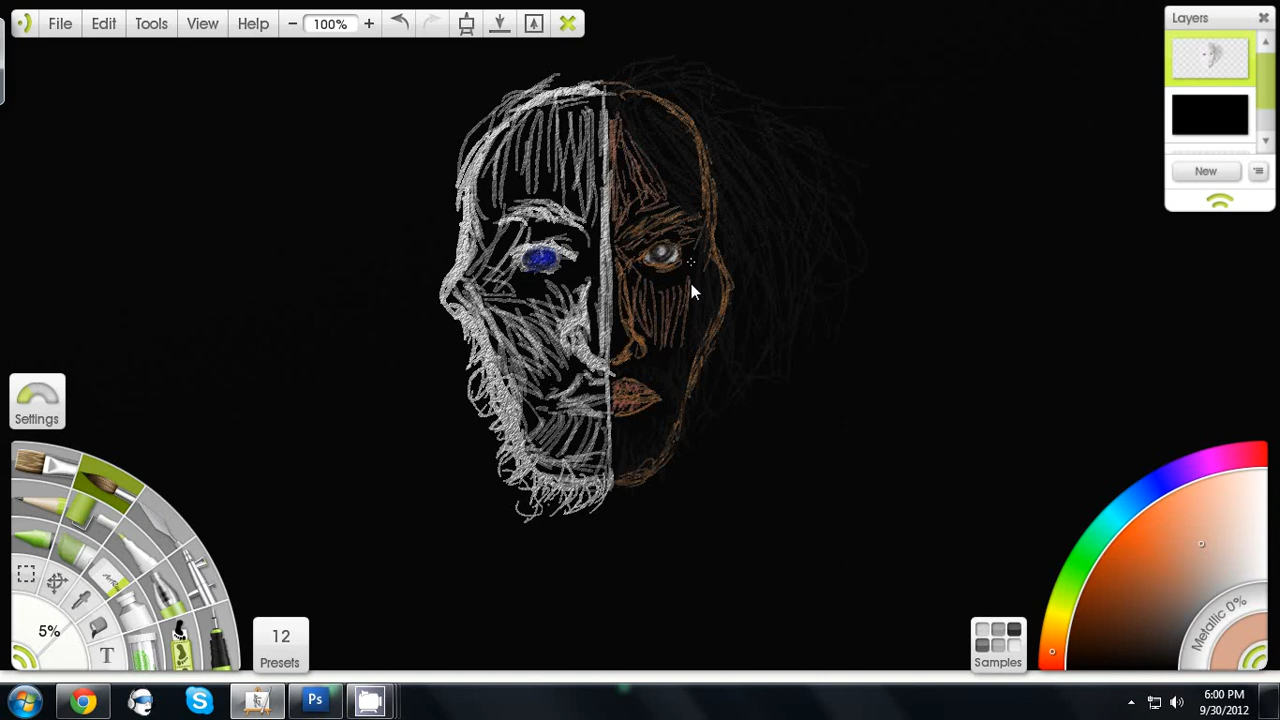 File Edit Tools View Help − 100% +
Layers
New
Settings
5%
T
12
Presets
Metallic 0%
Samples
Ps
6:00 PM
9/30/2012